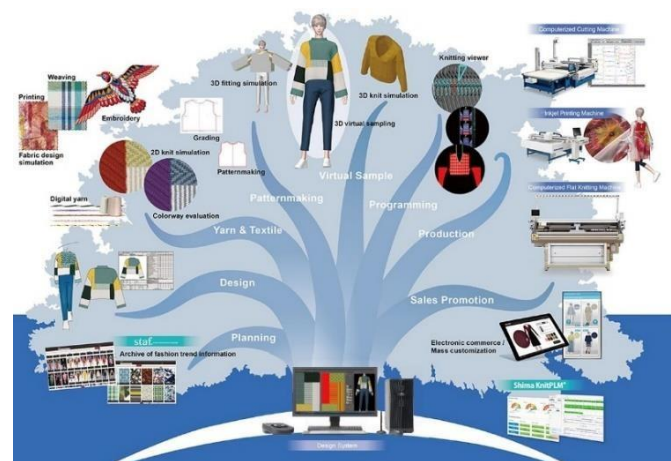 Computerized Cutting Machine
Weaving
Printing
Embroidery
Fabric design
simulation
3D fitting simulation
3D knit simulation
Knitting viewer
3D virtual sampling
Grading
Patternmaking
2D knit simulation
Colorway evaluation
Digital yarn
Inkjet Printing Machine
Computerized Flat Knitting Machine
Virtual Sample
Patternmaking
Programming
Yarn & Textile
Production
Design
Sales Promotion
Planning
staf
Archive of fashion trend information
Electronic commerce /
Mass customization
Shima KnitPLM®
Design System